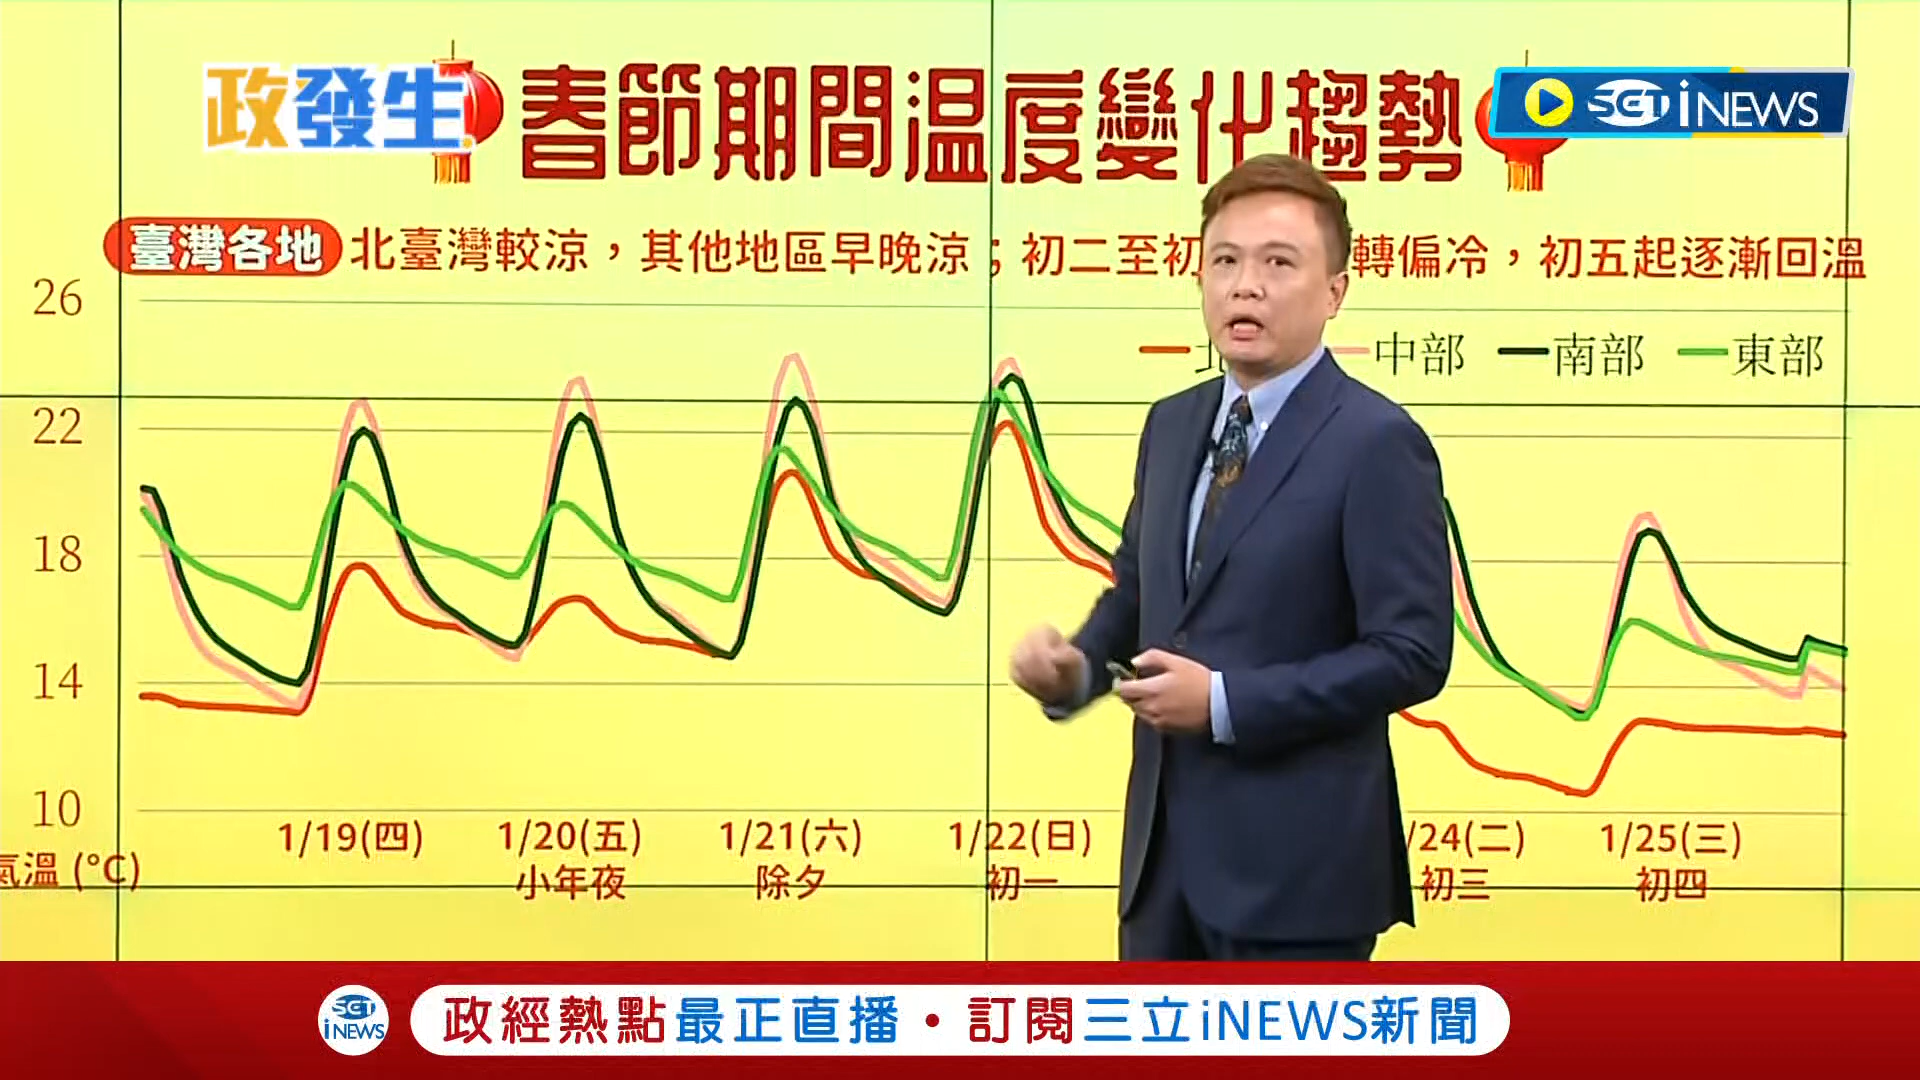 政發生
春節期間溫度變化趨勢
SET iNEWS
臺灣各地 北臺灣較涼，其他地區早晚涼；初二至初 轉偏冷，初五起逐漸回溫
26
中部 南部 東部
22
18
14
10
氣溫 (°C)
1/19(四) 1/20(五) 1/21(六) 1/22(日) /24(二) 1/25(三)
小年夜 除夕 初一 初三 初四
SET iNEWS
政經熱點最正直播・訂閱三立iNEWS新聞